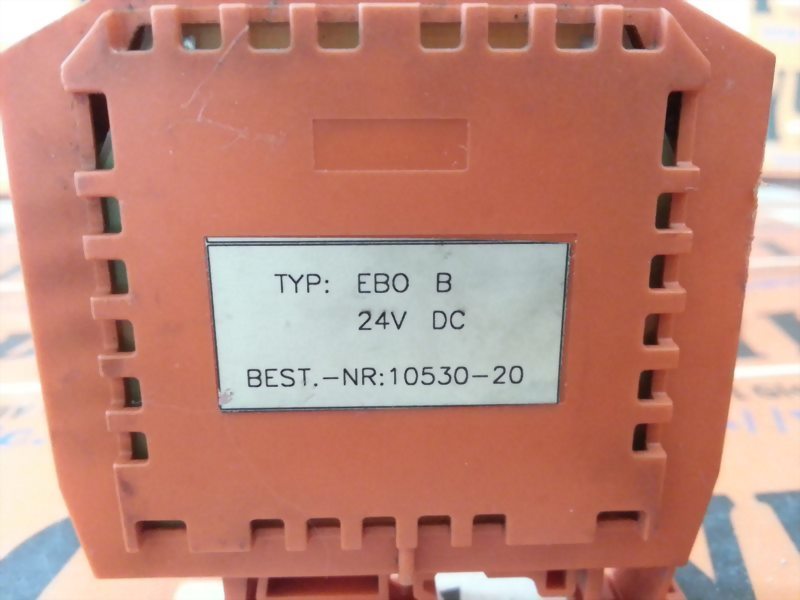 TYP: EBO B
24V DC
BEST.-NR:10530-20